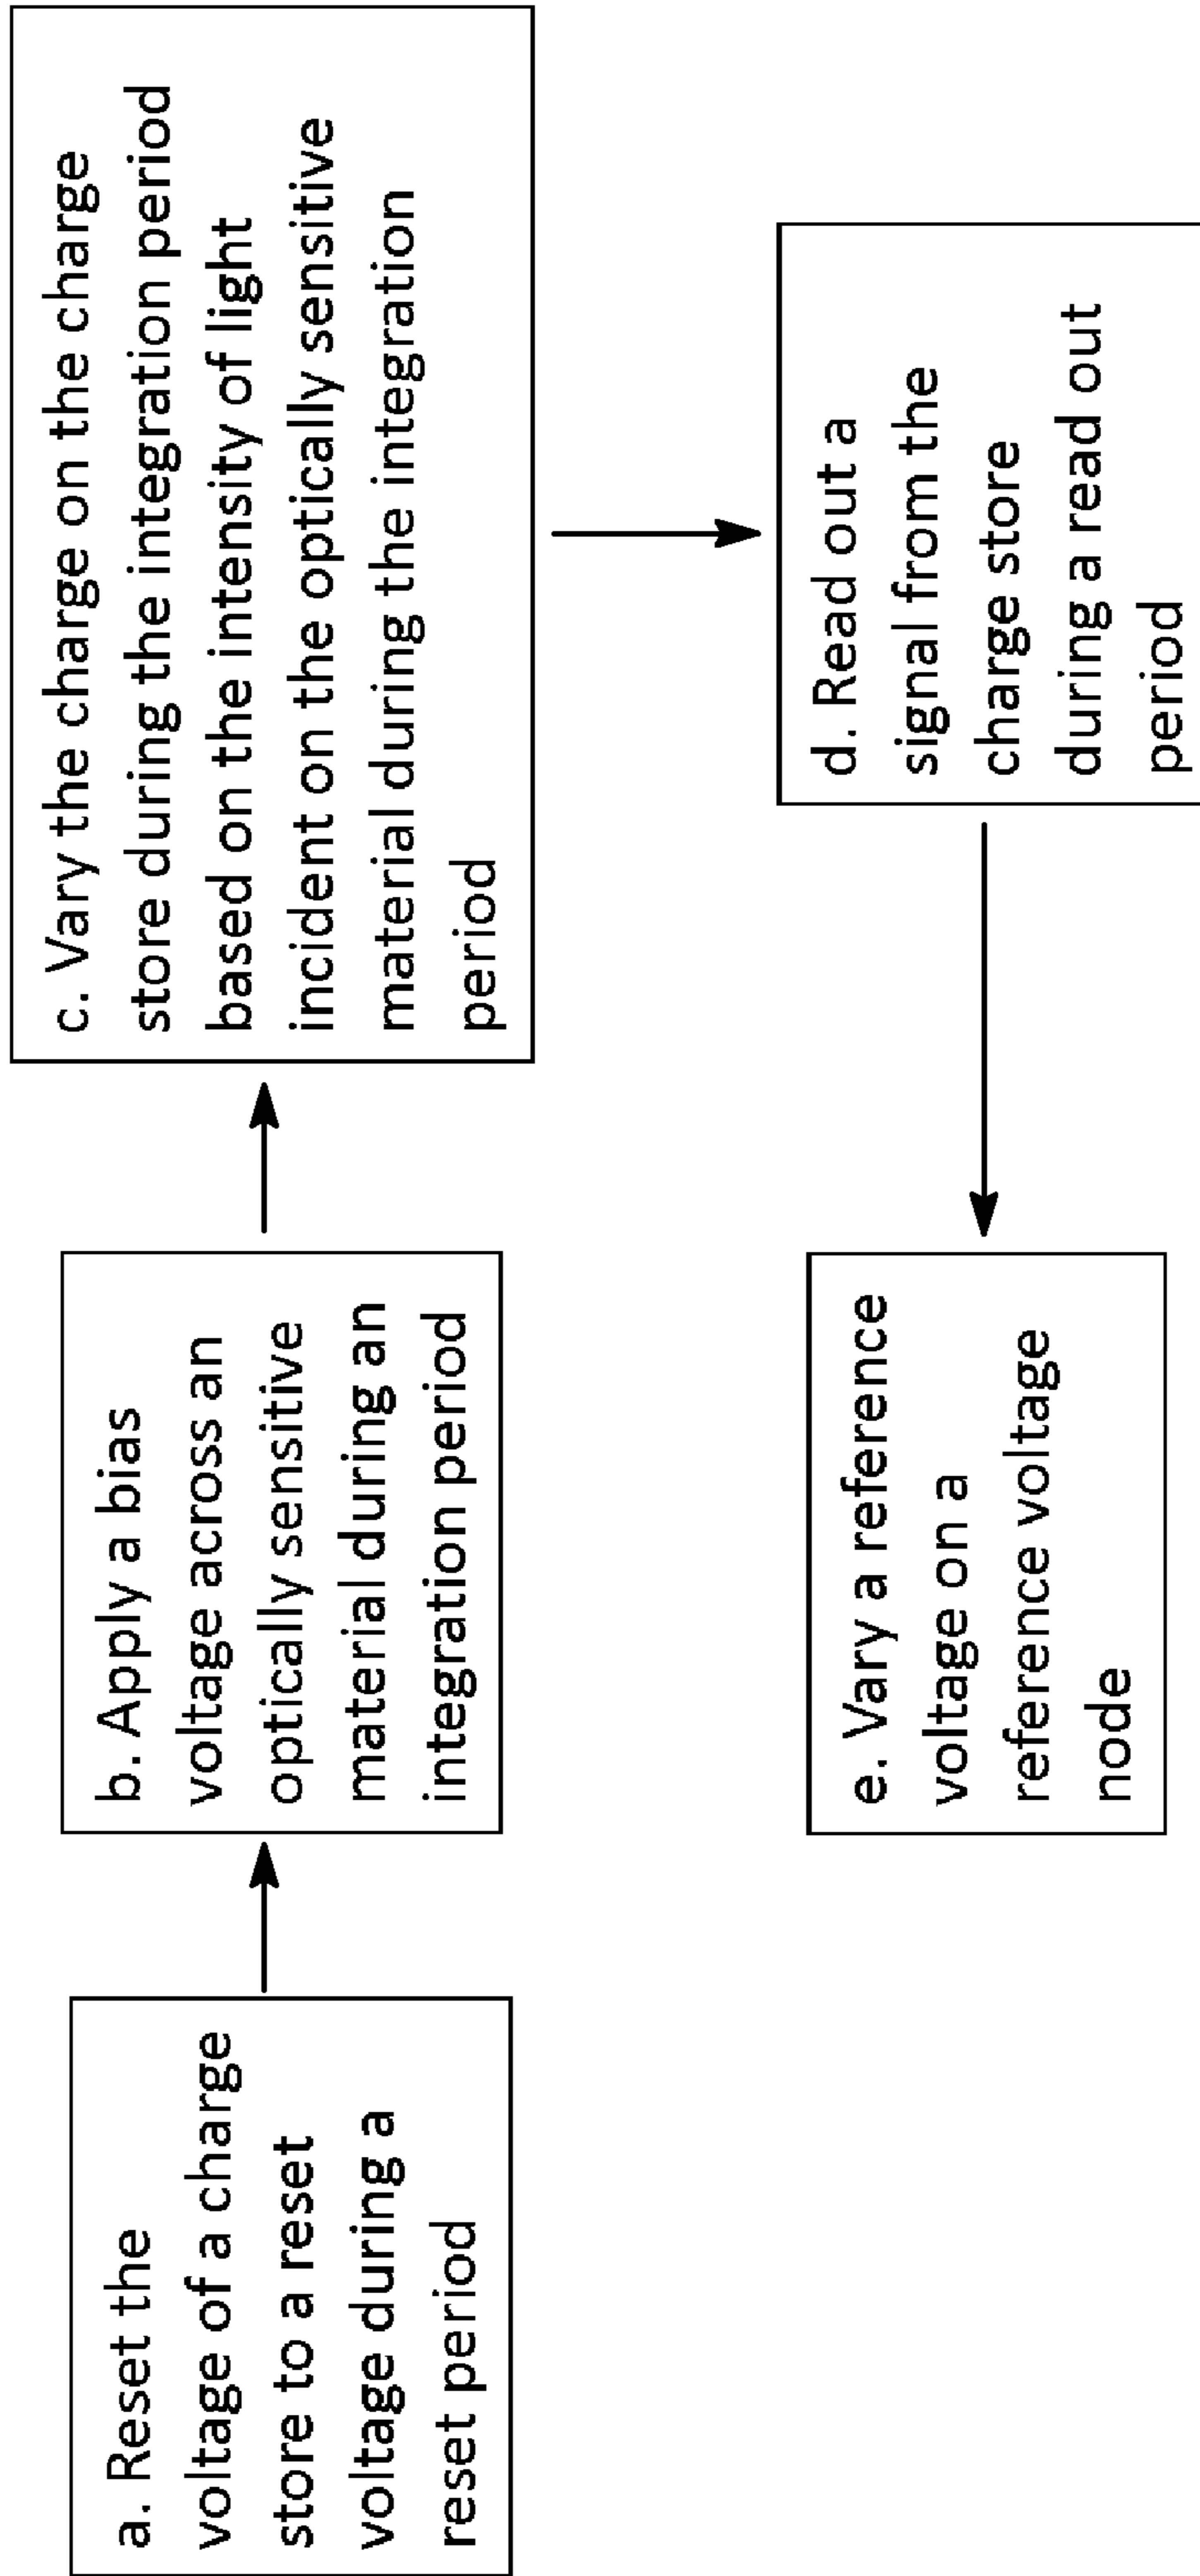 a. Reset the
voltage of a charge
store to a reset
voltage during a
reset period
b. Apply a bias
voltage across an
optically sensitive
material during an
integration period
c. Vary the charge on the charge
store during the integration period
based on the intensity of light
incident on the optically sensitive
material during the integration
period
d. Read out a
signal from the
charge store
during a read out
period
e. Vary a reference
voltage on a
reference voltage
node